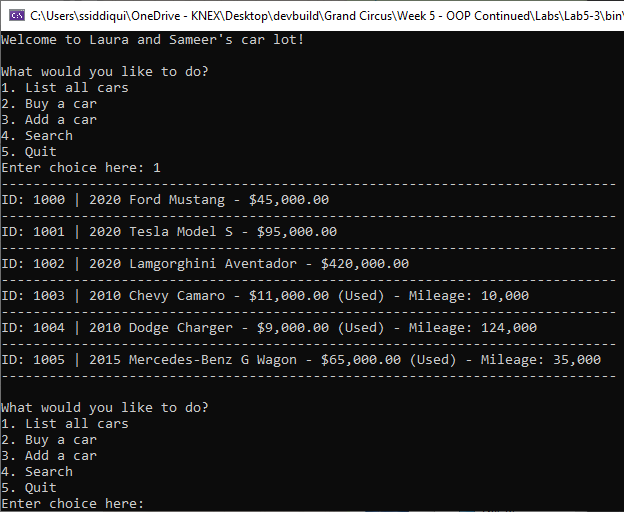 C:\Users\ssiddiqui\OneDrive - KNEX\Desktop\devbuild\Grand Circus\Week 5 - OOP Continued\Labs\Lab5-3\bin\
Welcome to Laura and Sameer's car lot!
What would you like to do?
1. List all cars
2. Buy a car
3. Add a car
4. Search
5. Quit
Enter choice here: 1
-----------------------------------------------------------------------------
ID: 1000 | 2020 Ford Mustang - $45,000.00
-----------------------------------------------------------------------------
ID: 1001 | 2020 Tesla Model S - $95,000.00
-----------------------------------------------------------------------------
ID: 1002 | 2020 Lamgorghini Aventador - $420,000.00
-----------------------------------------------------------------------------
ID: 1003 | 2010 Chevy Camaro - $11,000.00 (Used) - Mileage: 10,000
-----------------------------------------------------------------------------
ID: 1004 | 2010 Dodge Charger - $9,000.00 (Used) - Mileage: 124,000
-----------------------------------------------------------------------------
ID: 1005 | 2015 Mercedes-Benz G Wagon - $65,000.00 (Used) - Mileage: 35,000
-----------------------------------------------------------------------------
What would you like to do?
1. List all cars
2. Buy a car
3. Add a car
4. Search
5. Quit
Enter choice here: